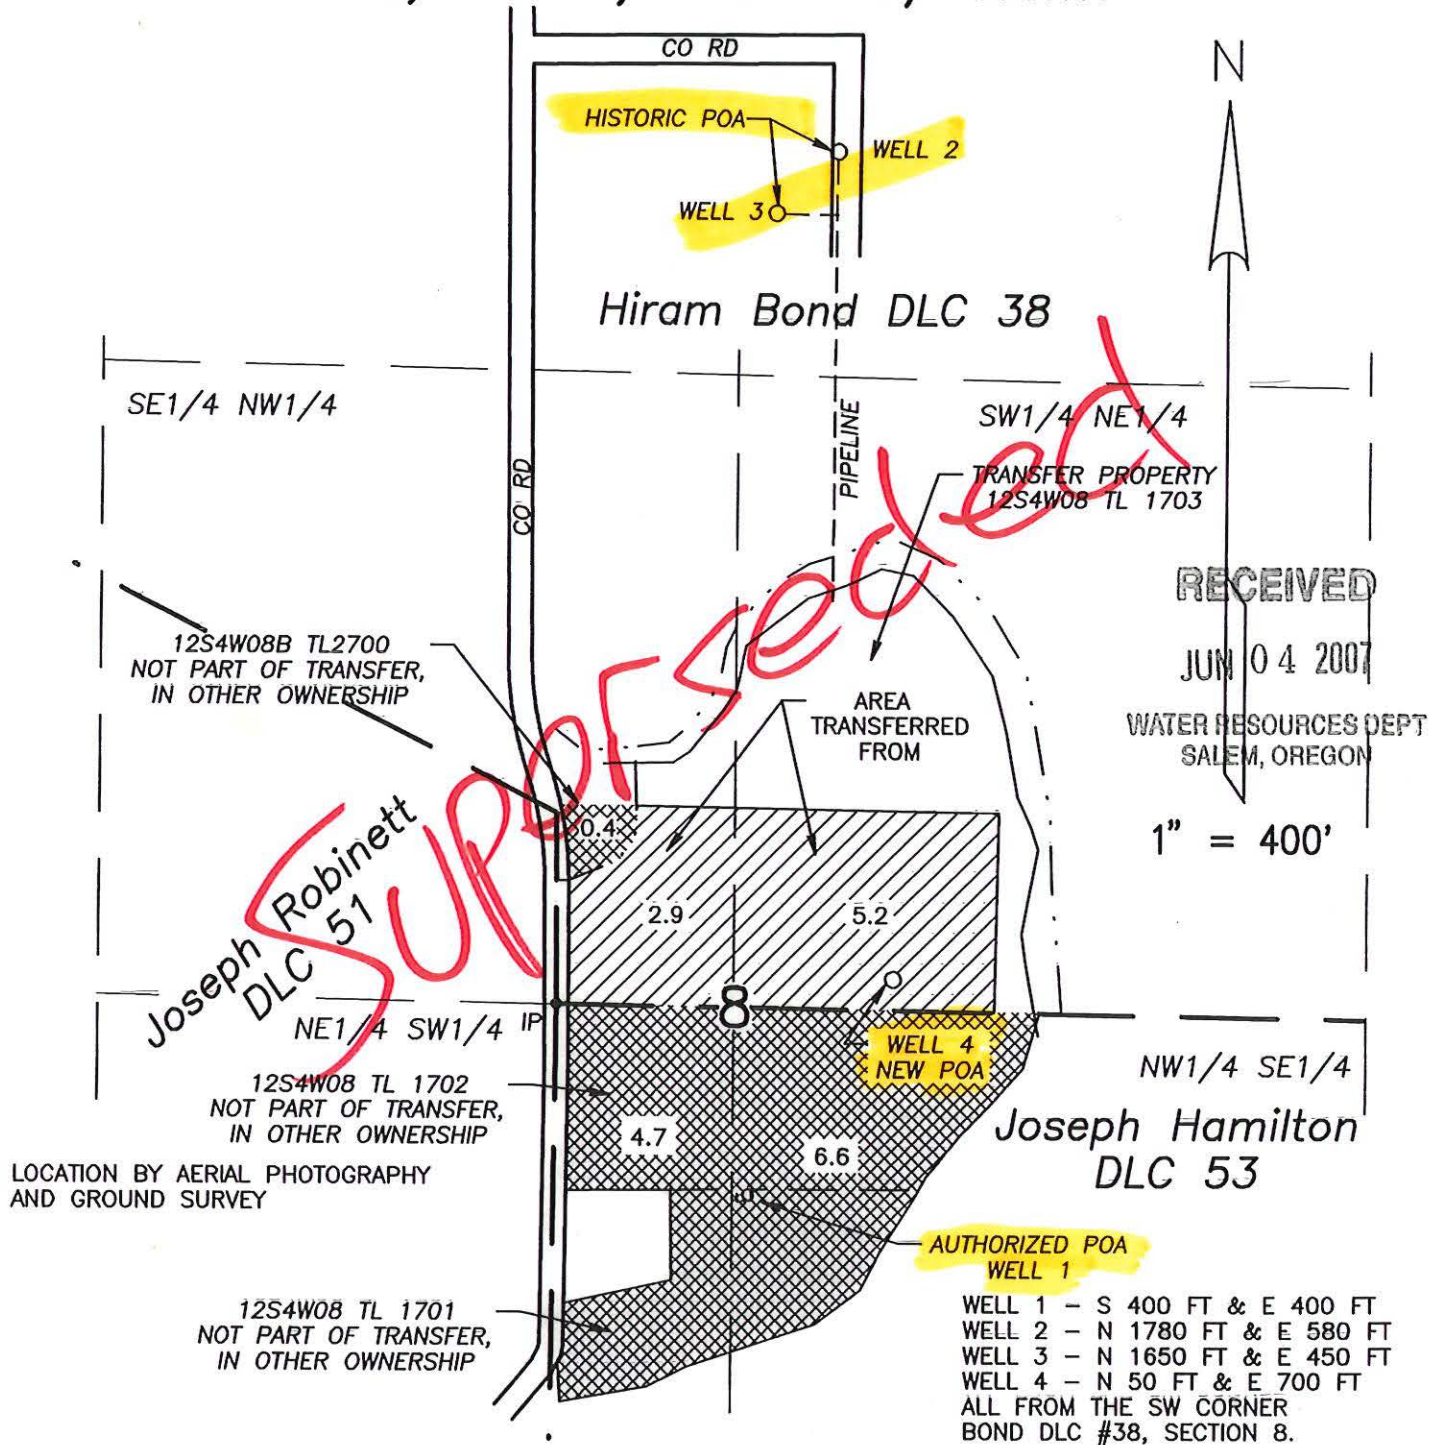 CO RD
N
HISTORIC POA
WELL 2
WELL 3
Hiram Bond DLC 38
SE1/4 NW1/4
SW1/4 NE1/4
PIPELINE
CO RD
TRANSFER PROPERTY
12S4W08 TL 1703
Superseded
RECEIVED
JUN 04 2007
WATER RESOURCES DEPT
SALEM, OREGON
12S4W08B TL2700
NOT PART OF TRANSFER,
IN OTHER OWNERSHIP
AREA
TRANSFERRED
FROM
1" = 400'
0.4
Joseph Robinett
DLC 51
2.9
5.2
8
NE1/4 SW1/4
IP
WELL 4
NEW POA
NW1/4 SE1/4
12S4W08 TL 1702
NOT PART OF TRANSFER,
IN OTHER OWNERSHIP
4.7
6.6
Joseph Hamilton
DLC 53
LOCATION BY AERIAL PHOTOGRAPHY
AND GROUND SURVEY
AUTHORIZED POA
WELL 1
12S4W08 TL 1701
NOT PART OF TRANSFER,
IN OTHER OWNERSHIP
WELL 1 – S 400 FT & E 400 FT
WELL 2 – N 1780 FT & E 580 FT
WELL 3 – N 1650 FT & E 450 FT
WELL 4 – N 50 FT & E 700 FT
ALL FROM THE SW CORNER
BOND DLC #38, SECTION 8.